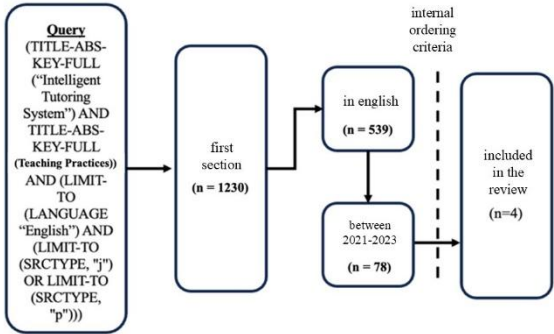 Query
(TITLE-ABS-
KEY-FULL
(“Intelligent
Tutoring
System”) AND
TITLE-ABS-
KEY-FULL
(Teaching Practices))
AND (LIMIT-
TO
(LANGUAGE
“English”) AND
(LIMIT-TO
(SRCTYPE, "j")
OR LIMIT-TO
(SRCTYPE,
"p")))
first
section
(n = 1230)
in english
(n = 539)
between
2021-2023
(n = 78)
internal
ordering
criteria
included
in the
review
(n=4)